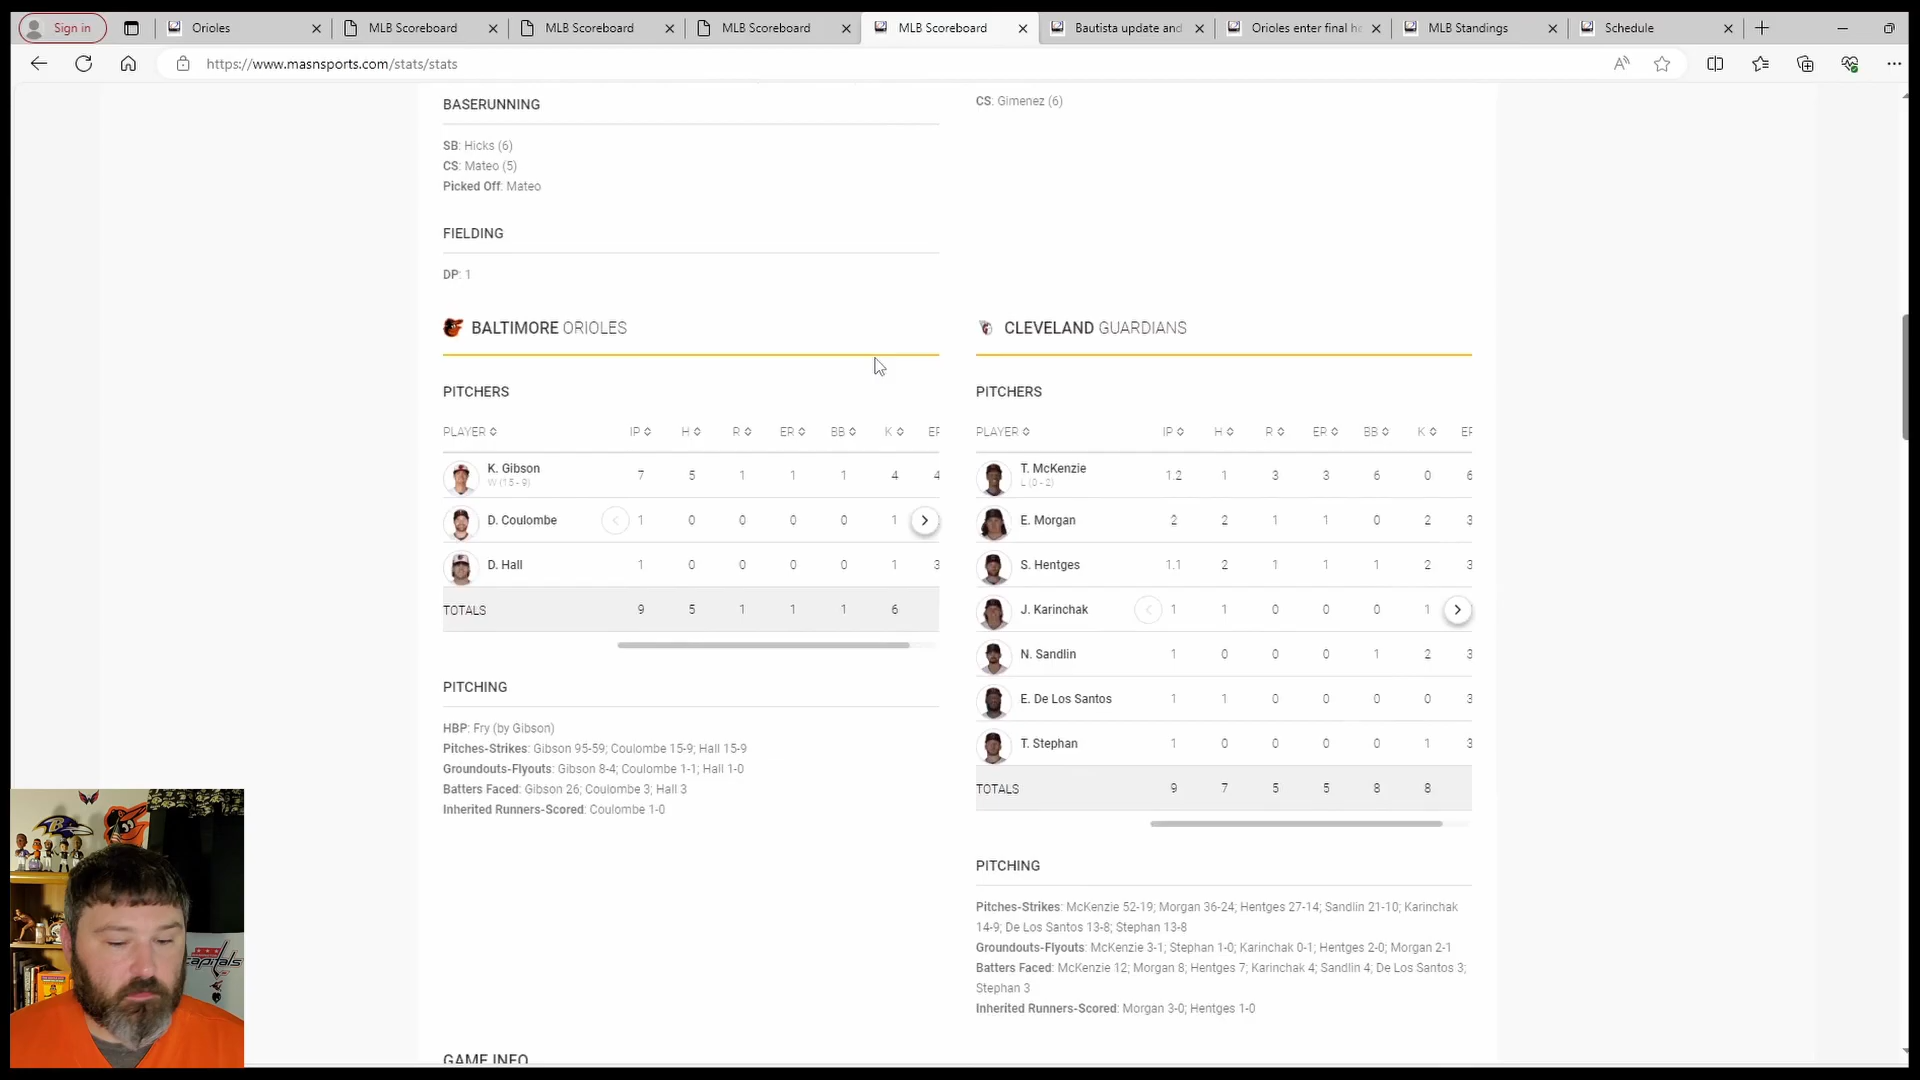 Sign in
Orioles
MLB Scoreboard
MLB Scoreboard
MLB Scoreboard
MLB Scoreboard
Bautista update and
Orioles enter final he
MLB Standings
Schedule
https://www.masnsports.com/stats/stats
BASERUNNING
SB: Hicks (6)
CS: Mateo (5)
Picked Off: Mateo
CS: Gimenez (6)
FIELDING
DP: 1
BALTIMORE ORIOLES
PITCHERS
PLAYER IP H R ER BB K EF
K. Gibson 7 5 1 1 1 4 4
W (15 - 9)
D. Coulombe 1 0 0 0 0 1
D. Hall 1 0 0 0 0 1 3
TOTALS 9 5 1 1 1 6
PITCHING
HBP: Fry (by Gibson)
Pitches-Strikes: Gibson 95-59; Coulombe 15-9; Hall 15-9
Groundouts-Flyouts: Gibson 8-4; Coulombe 1-1; Hall 1-0
Batters Faced: Gibson 26; Coulombe 3; Hall 3
Inherited Runners-Scored: Coulombe 1-0
CLEVELAND GUARDIANS
PITCHERS
PLAYER IP H R ER BB K EF
T. McKenzie 1.2 1 3 3 6 0 6
L (0 - 2)
E. Morgan 2 2 1 1 0 2 3
S. Hentges 1.1 2 1 1 1 2 3
J. Karinchak 1 1 0 0 0 1
N. Sandlin 1 0 0 0 1 2 3
E. De Los Santos 1 1 0 0 0 0 3
T. Stephan 1 0 0 0 0 1 3
TOTALS 9 7 5 5 8 8
PITCHING
Pitches-Strikes: McKenzie 52-19; Morgan 36-24; Hentges 27-14; Sandlin 21-10; Karinchak
14-9; De Los Santos 13-8; Stephan 13-8
Groundouts-Flyouts: McKenzie 3-1; Stephan 1-0; Karinchak 0-1; Hentges 2-0; Morgan 2-1
Batters Faced: McKenzie 12; Morgan 8; Hentges 7; Karinchak 4; Sandlin 4; De Los Santos 3;
Stephan 3
Inherited Runners-Scored: Morgan 3-0; Hentges 1-0
GAME INFO
capitals